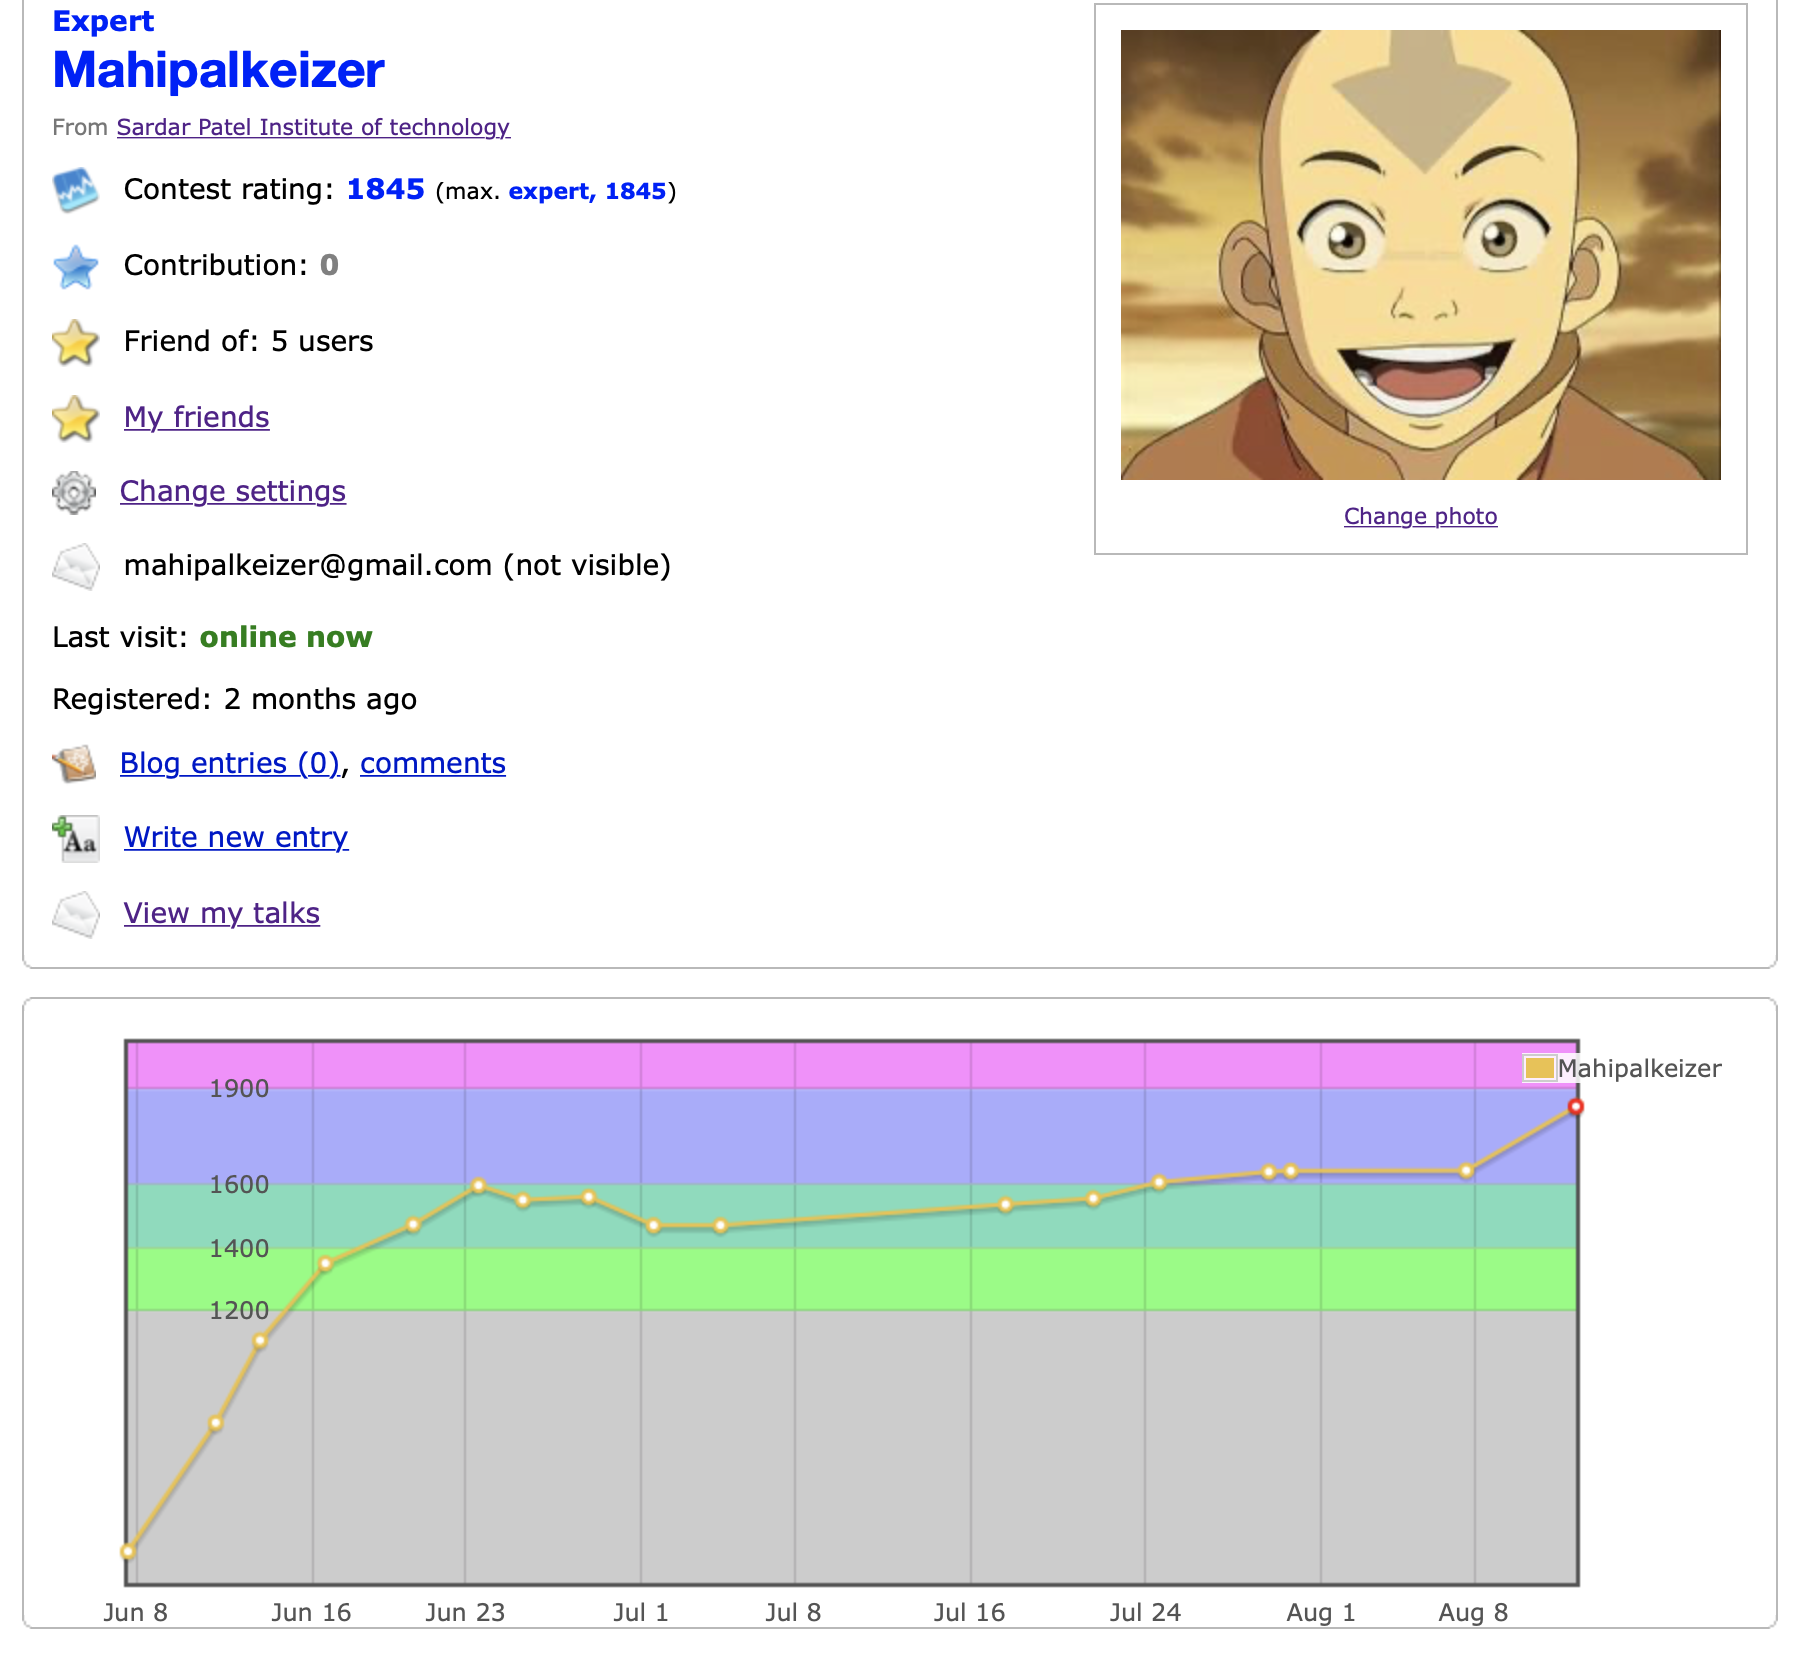 Expert
Mahipalkeizer
From Sardar Patel Institute of technology
Contest rating: 1845 (max. expert, 1845)
Contribution: 0
Friend of: 5 users
My friends
Change settings
mahipalkeizer@gmail.com (not visible)
Last visit: online now
Registered: 2 months ago
Blog entries (0), comments
Aa
Write new entry
View my talks
Change photo
Mahipalkeizer
1900
1600
1400
1200
Jun 8 Jun 16 Jun 23 Jul 1 Jul 8 Jul 16 Jul 24 Aug 1 Aug 8